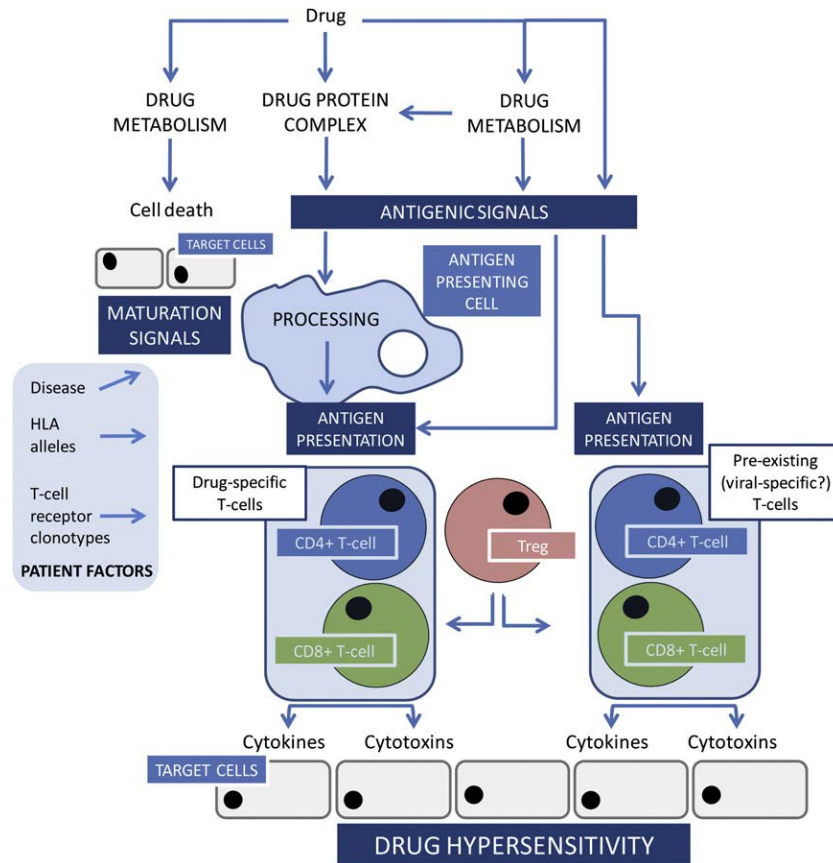 Drug
DRUG
METABOLISM
DRUG PROTEIN
COMPLEX
DRUG
METABOLISM
Cell death
ANTIGENIC SIGNALS
TARGET CELLS
MATURATION
SIGNALS
ANTIGEN
PRESENTING
CELL
PROCESSING
Disease
HLA
alleles
T-cell
receptor
clonotypes
PATIENT FACTORS
ANTIGEN
PRESENTATION
ANTIGEN
PRESENTATION
Drug-specific
T-cells
Pre-existing
(viral-specific?)
T-cells
CD4+ T-cell
Treg
CD4+ T-cell
CD8+ T-cell
CD8+ T-cell
Cytokines
Cytotoxins
Cytokines
Cytotoxins
TARGET CELLS
DRUG HYPERSENSITIVITY